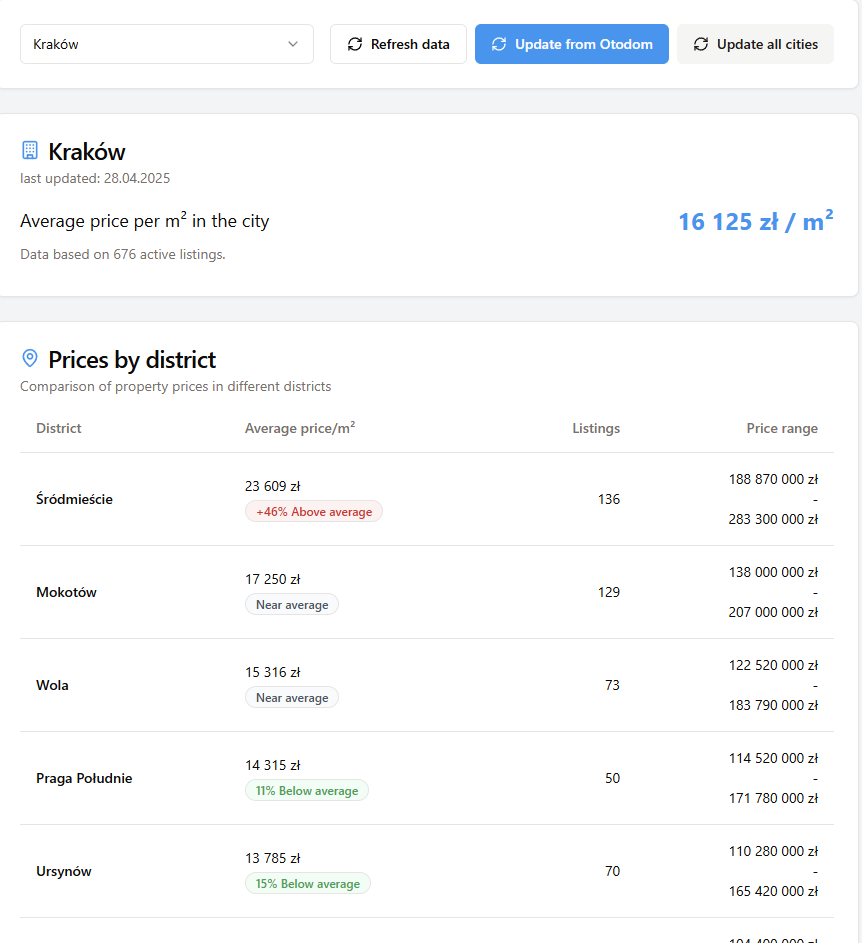 Kraków
Refresh data
Update from Otodom
Update all cities
Kraków
last updated: 28.04.2025
Average price per m² in the city
16 125 zł / m²
Data based on 676 active listings.
Prices by district
Comparison of property prices in different districts
District Average price/m² Listings Price range
Śródmieście
23 609 zł
+46% Above average
136
188 870 000 zł
-
283 300 000 zł
Mokotów
17 250 zł
Near average
129
138 000 000 zł
-
207 000 000 zł
Wola
15 316 zł
Near average
73
122 520 000 zł
-
183 790 000 zł
Praga Południe
14 315 zł
11% Below average
50
114 520 000 zł
-
171 780 000 zł
Ursynów
13 785 zł
15% Below average
70
110 280 000 zł
-
165 420 000 zł